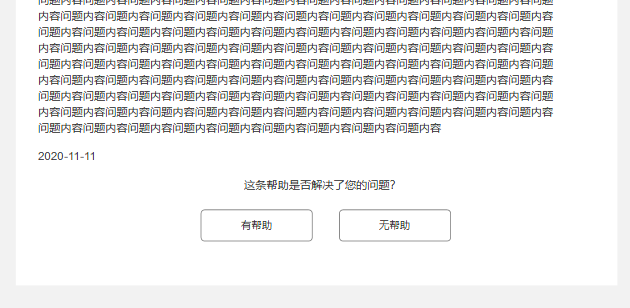 问题内容问题内容问题内容问题内容问题内容问题内容问题内容问题内容问题内容问题内容问题内容问题
内容问题内容问题内容问题内容问题内容问题内容问题内容问题内容问题内容问题内容问题内容问题内容
问题内容问题内容问题内容问题内容问题内容问题内容问题内容问题内容问题内容问题内容问题内容问题
内容问题内容问题内容问题内容问题内容问题内容问题内容问题内容问题内容问题内容问题内容问题内容
问题内容问题内容问题内容问题内容问题内容问题内容问题内容问题内容问题内容问题内容问题内容问题
内容问题内容问题内容问题内容问题内容问题内容问题内容问题内容问题内容问题内容问题内容问题内容
问题内容问题内容问题内容问题内容问题内容问题内容问题内容问题内容问题内容问题内容问题内容问题
内容问题内容问题内容问题内容问题内容问题内容问题内容问题内容问题内容问题内容问题内容问题内容
问题内容问题内容问题内容问题内容问题内容问题内容问题内容问题内容问题内容
2020-11-11
这条帮助是否解决了您的问题?
有帮助 无帮助